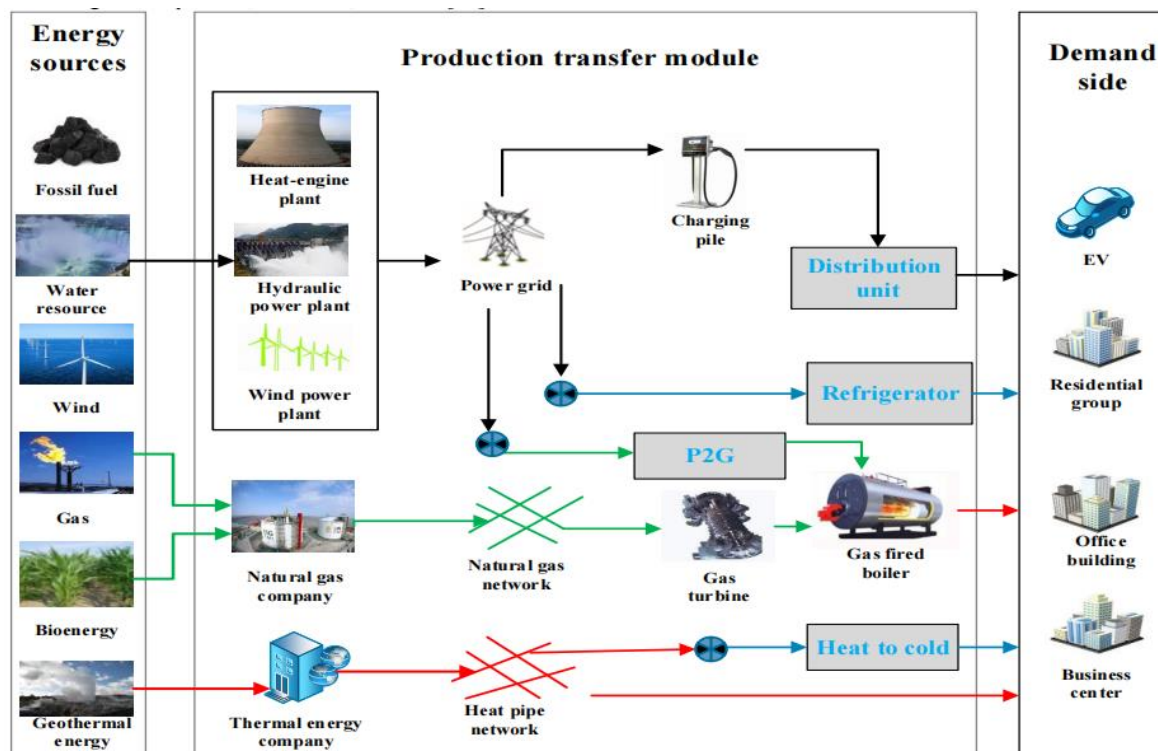 Energy
sources
Fossil fuel
Water
resource
Wind
Gas
Bioenergy
Geothermal
energy
Production transfer module
Heat-engine
plant
Hydraulic
power plant
Wind power
plant
Power grid
Charging
pile
Distribution
unit
Refrigerator
P2G
Natural gas
company
Natural gas
network
Gas
turbine
Gas fired
boiler
Thermal energy
company
Heat pipe
network
Heat to cold
Demand
side
EV
Residential
group
Office
building
Business
center